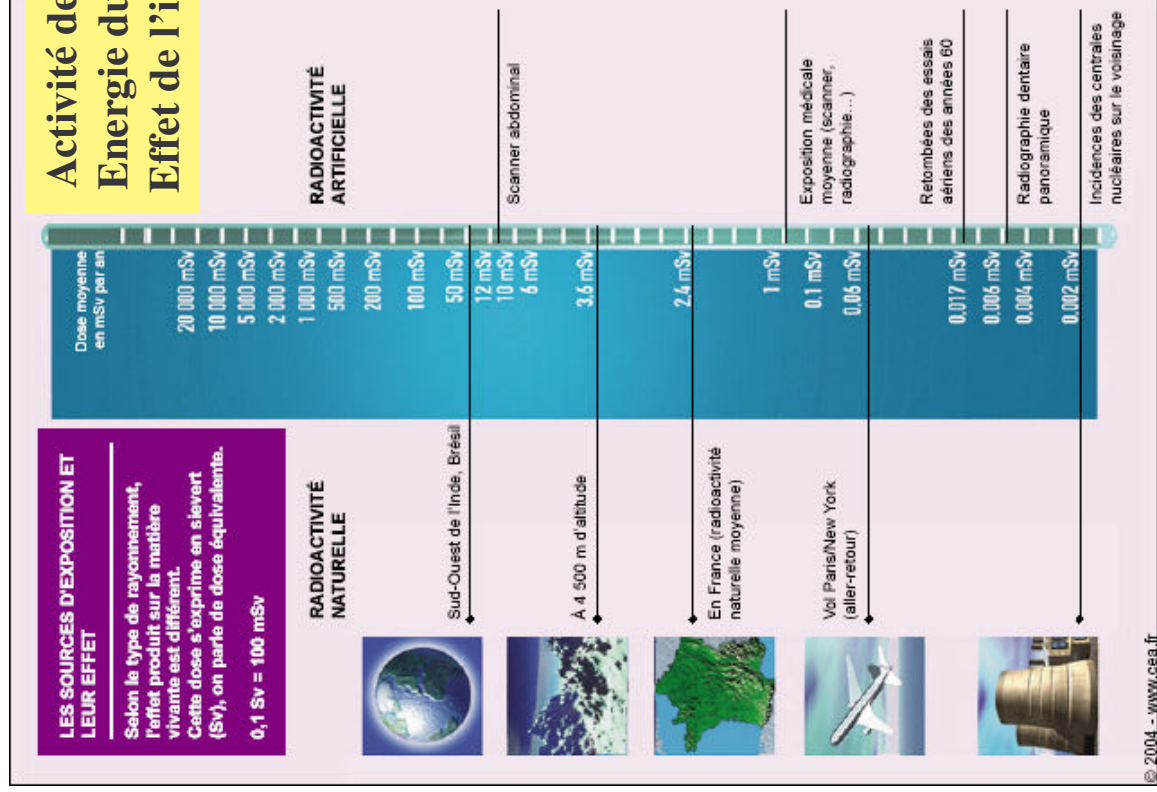 Activité de
Energie du
Effet de l'i
LES SOURCES D'EXPOSITION ET
LEUR EFFET
Selon le type de rayonnement,
l'effet produit sur la matière
vivante est différent.
Cette dose s'exprime en sievert
(Sv), on parle de dose équivalente.
0,1 Sv = 100 mSv
Dose moyenne
en mSv par an
20 000 mSv
10 000 mSv
5 000 mSv
2 000 mSv
1 000 mSv
500 mSv
200 mSv
100 mSv
50 mSv
12 mSv
10 mSv
6 mSv
3.6 mSv
2.4 mSv
1 mSv
0.1 mSv
0.06 mSv
0.017 mSv
0.006 mSv
0.004 mSv
0.002 mSv
RADIOACTIVITÉ
NATURELLE
Sud-Ouest de l'Inde, Brésil
À 4 500 m d'altitude
En France (radioactivité
naturelle moyenne)
Vol Paris/New York
(aller-retour)
RADIOACTIVITÉ
ARTIFICIELLE
Scanner abdominal
Exposition médicale
moyenne (scanner,
radiographie...)
Retombées des essais
aériens des années 60
Radiographie dentaire
panoramique
Incidences des centrales
nucléaires sur le voisinage
© 2004 - www.cea.fr